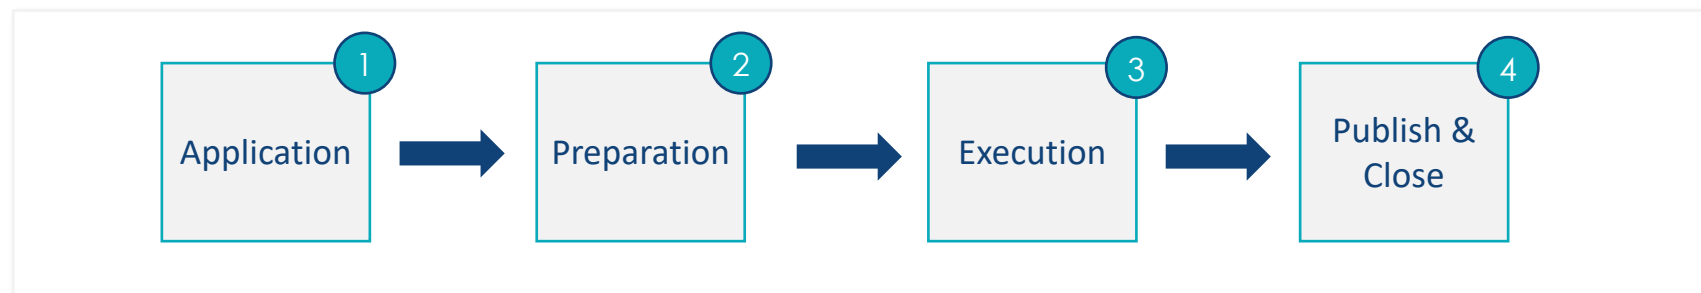 1
Application
2
Preparation
3
Execution
4
Publish &
Close